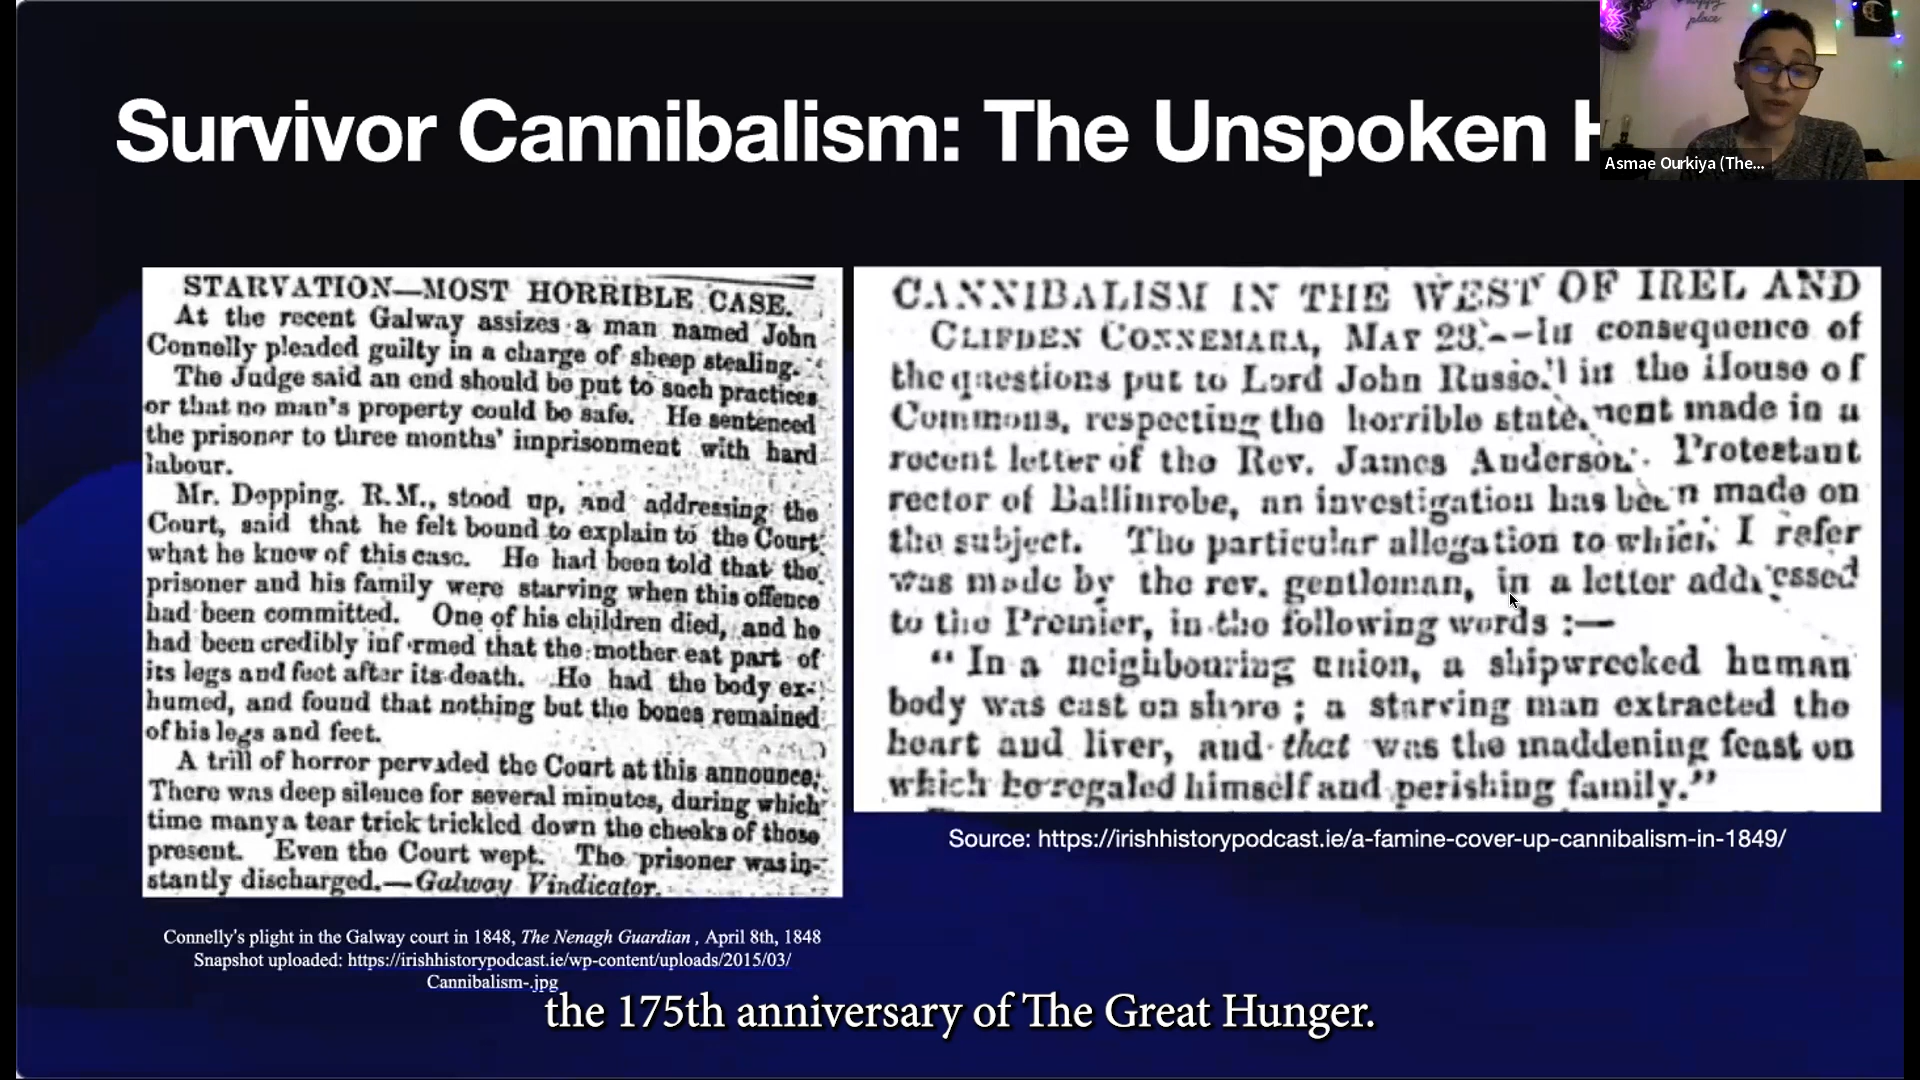 Survivor Cannibalism: The Unspoken H
happy
place
Asmae Ourkiya (The...
STARVATION—MOST HORRIBLE CASE.
At the recent Galway assizes a man named John
Connolly pleaded guilty in a charge of sheep stealing.
The Judge said an end should be put to such practices
or that no man's property could be safe. He sentenced
the prisoner to three months' imprisonment with hard
labour.
Mr. Dopping. R.M., stood up, and addressing the
Court, said that he felt bound to explain to the Court
what he knew of this case. He had been told that the
prisoner and his family were starving when this offence
had been committed. One of his children died, and he
had been credibly inf rmed that the mother eat part of
its legs and feet after its death. He had the body ex-
humed, and found that nothing but the bones remained
of his legs and feet.
A trill of horror pervaded the Court at this announce.
There was deep silence for several minutes, during which
time many a tear trick trickled down the cheeks of those
present. Even the Court wept. The prisoner was in-
stantly discharged.—Galway Vindicator.
Connelly's plight in the Galway court in 1848, The Nenagh Guardian , April 8th, 1848
Snapshot uploaded: https://irishhistorypodcast.ie/wp-content/uploads/2015/03/
Cannibalism-.jpg
CANNIBALISM IN THE WEST OF IRELAND
CLIFDEN CONNEMARA, MAY 23.—In consequence of
the questions put to Lord John Russell in the House of
Commons, respecting the horrible statement made in a
recent letter of the Rev. James Anderson. Protestant
rector of Ballinrobe, an investigation has been made on
the subject. The particular allegation to which I refer
was made by the rev. gentleman, in a letter addressed
to the Premier, in the following words :—
"In a neighbouring union, a shipwrecked human
body was cast on shore ; a starving man extracted the
heart and liver, and that was the maddening feast on
which he regaled himself and perishing family."
Source: https://irishhistorypodcast.ie/a-famine-cover-up-cannibalism-in-1849/
the 175th anniversary of The Great Hunger.